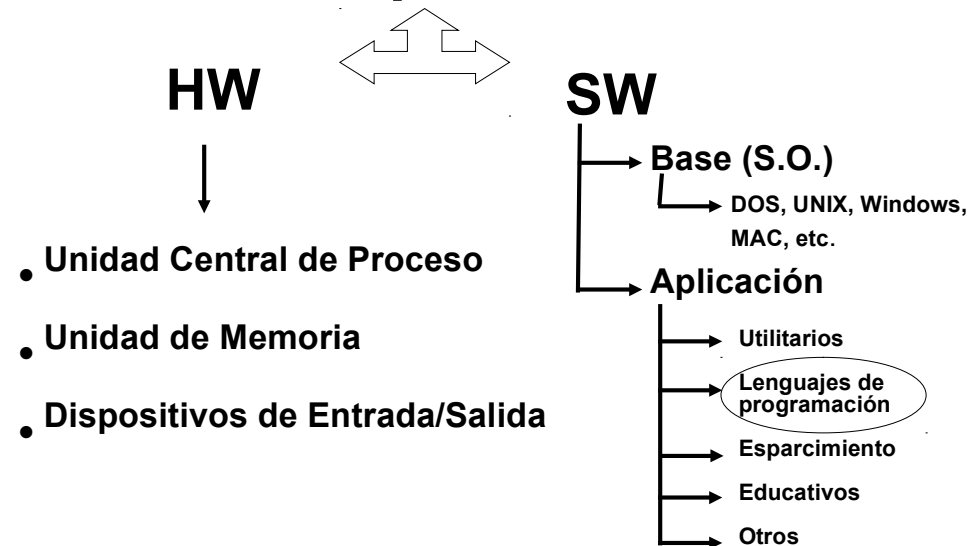 HW
• Unidad Central de Proceso
• Unidad de Memoria
• Dispositivos de Entrada/Salida
SW
Base (S.O.)
DOS, UNIX, Windows,
MAC, etc.
Aplicación
Utilitarios
Lenguajes de
programación
Esparcimiento
Educativos
Otros